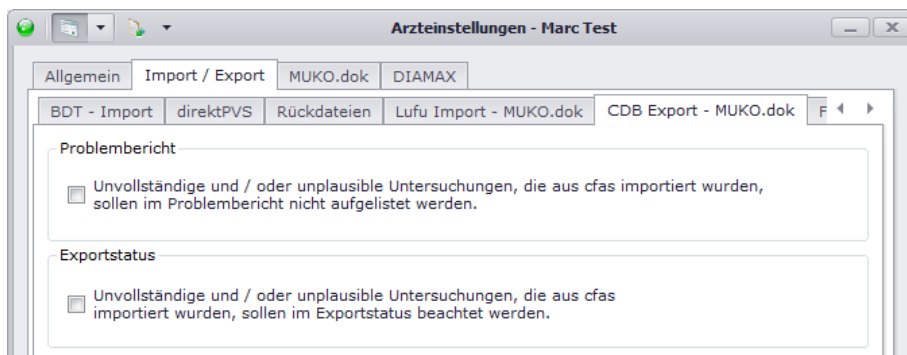 Arzteinstellungen - Marc Test
Allgemein Import / Export MUKO.dok DIAMAX
BDT - Import direktPVS Rückdateien Lufu Import - MUKO.dok CDB Export - MUKO.dok F
Problembericht
Unvollständige und / oder unplausible Untersuchungen, die aus cfas importiert wurden,
sollen im Problembericht nicht aufgelistet werden.
Exportstatus
Unvollständige und / oder unplausible Untersuchungen, die aus cfas
importiert wurden, sollen im Exportstatus beachtet werden.